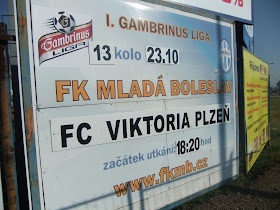 Gambrinus
LIGA
I. GAMBRINUS LIGA
13 kolo 23.10
FK MLADÁ BOLESLAV
FC VIKTORIA PLZEŇ
začátek utkání: 18:20 hod
www.fkmb.cz
%